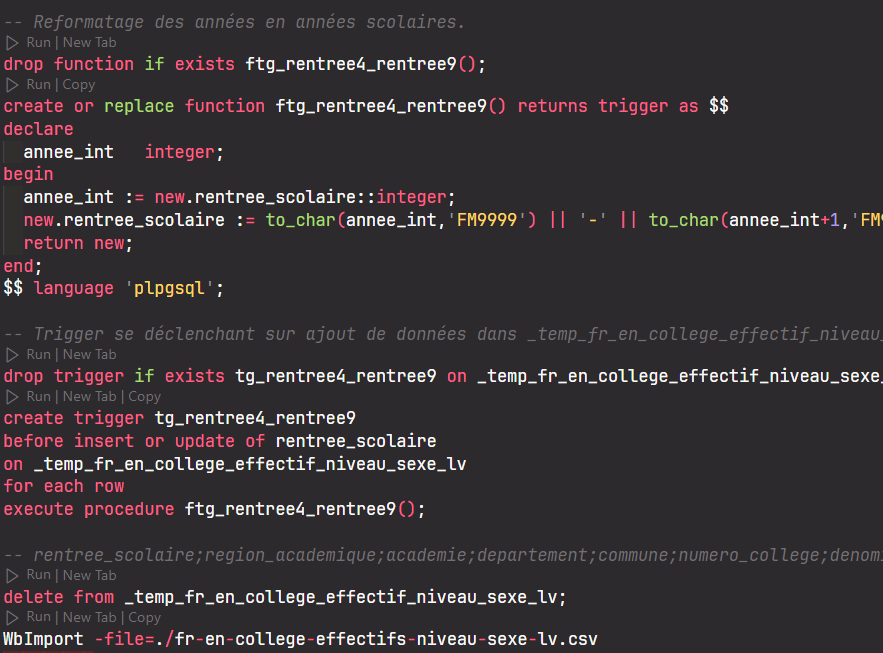 -- Reformatage des années en années scolaires.
Run | New Tab
drop function if exists ftg_rentree4_rentree9();
Run | Copy
create or replace function ftg_rentree4_rentree9() returns trigger as $$
declare
annee_int integer;
begin
annee_int := new.rentree_scolaire::integer;
new.rentree_scolaire := to_char(annee_int,'FM9999') || '-' || to_char(annee_int+1,'FM9
return new;
end;
$$ language 'plpgsql';
-- Trigger se déclenchant sur ajout de données dans _temp_fr_en_college_effectif_niveau_
Run | New Tab
drop trigger if exists tg_rentree4_rentree9 on _temp_fr_en_college_effectif_niveau_sexe_
Run | New Tab | Copy
create trigger tg_rentree4_rentree9
before insert or update of rentree_scolaire
on _temp_fr_en_college_effectif_niveau_sexe_lv
for each row
execute procedure ftg_rentree4_rentree9();
-- rentree_scolaire;region_academique;academie;departement;commune;numero_college;denomi
Run | New Tab
delete from _temp_fr_en_college_effectif_niveau_sexe_lv;
Run | New Tab | Copy
WbImport -file=./fr-en-college-effectifs-niveau-sexe-lv.csv